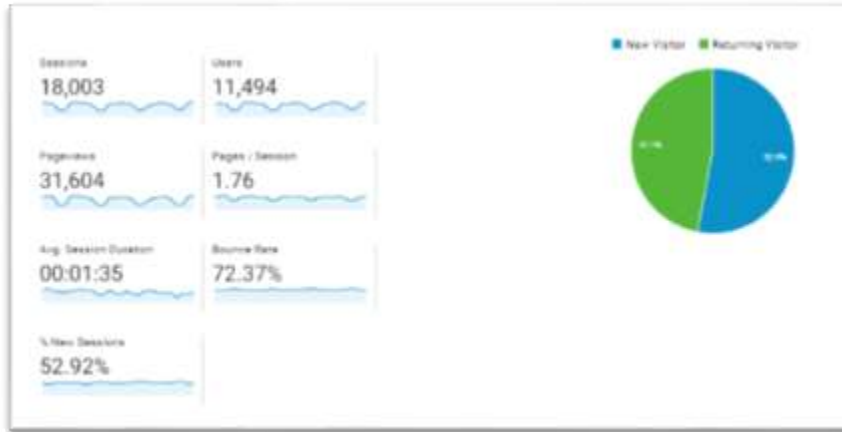 New Visitor Returning Visitor
Sessions
18,003
Users
11,494
Pageviews
31,604
Pages / Session
1.76
Avg. Session Duration
00:01:35
Bounce Rate
72.37%
% New Sessions
52.92%